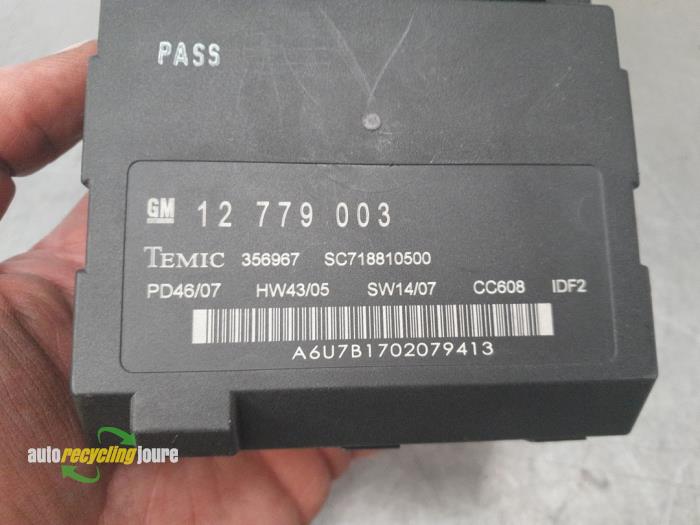 PASS
GM 12 779 003
TEMIC 356967 SC718810500
PD46/07 HW43/05 SW14/07 CC608 IDF2
A6U7B1702079413
autorecyclingjoure